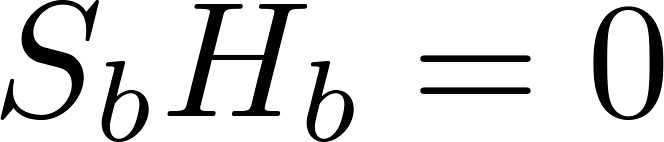 S_b H_b = 0